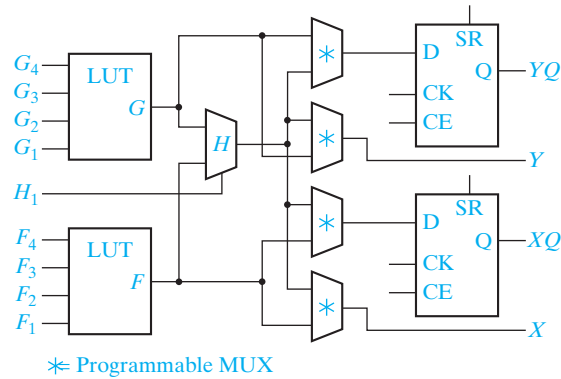 SR
G4
LUT
D
Q
YQ
G3
G
CK
G2
CE
G1
H
Y
H1
SR
D
F4
LUT
Q
XQ
F3
F
CK
F2
CE
F1
X
* = Programmable MUX